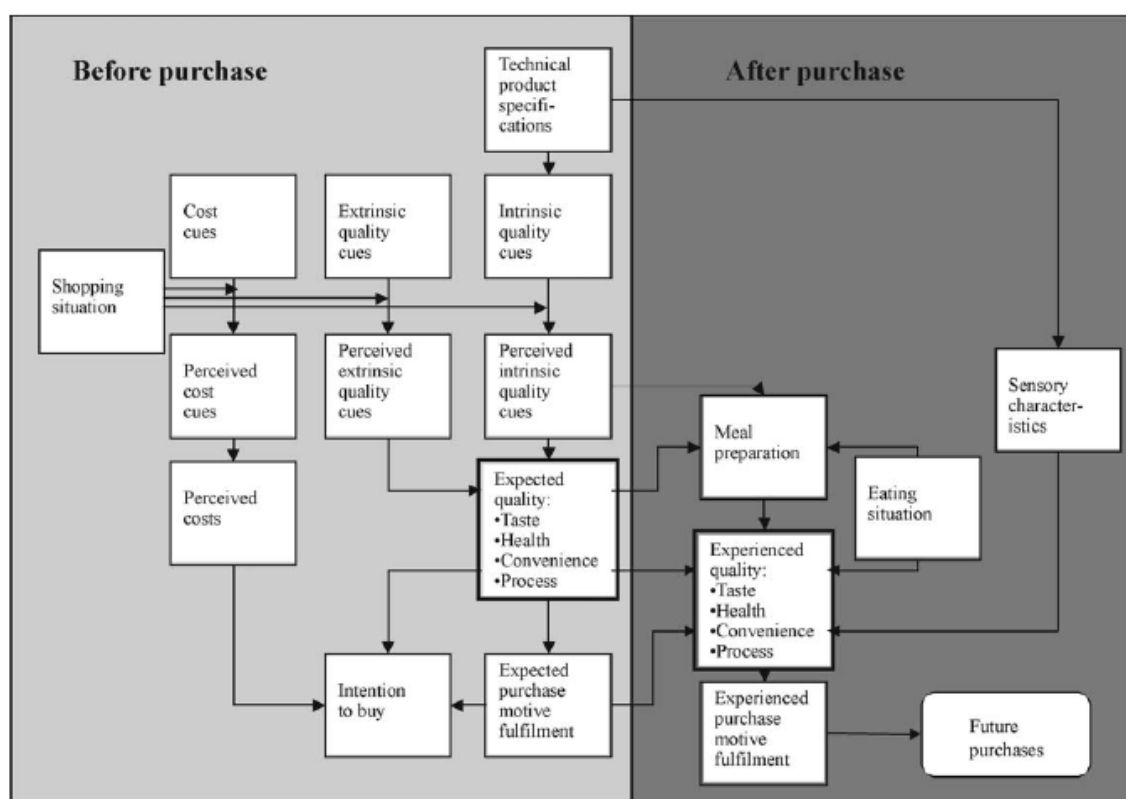 Before purchase
After purchase
Technical
product
specifi-
cations
Cost
cues
Extrinsic
quality
cues
Intrinsic
quality
cues
Shopping
situation
Perceived
cost
cues
Perceived
extrinsic
quality
cues
Perceived
intrinsic
quality
cues
Sensory
character-
istics
Meal
preparation
Perceived
costs
Expected
quality:
•Taste
•Health
•Convenience
•Process
Eating
situation
Experienced
quality:
•Taste
•Health
•Convenience
•Process
Intention
to buy
Expected
purchase
motive
fulfilment
Experienced
purchase
motive
fulfilment
Future
purchases